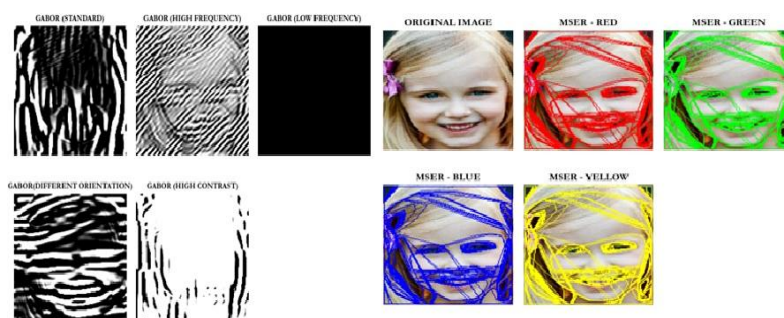 GABOR (STANDARD)
GABOR (HIGH FREQUENCY)
GABOR (LOW FREQUENCY)
ORIGINAL IMAGE
MSER - RED
MSER - GREEN
GABOR(DIFFERENT ORIENTATION)
GABOR (HIGH CONTRAST)
MSER - BLUE
MSER - YELLOW